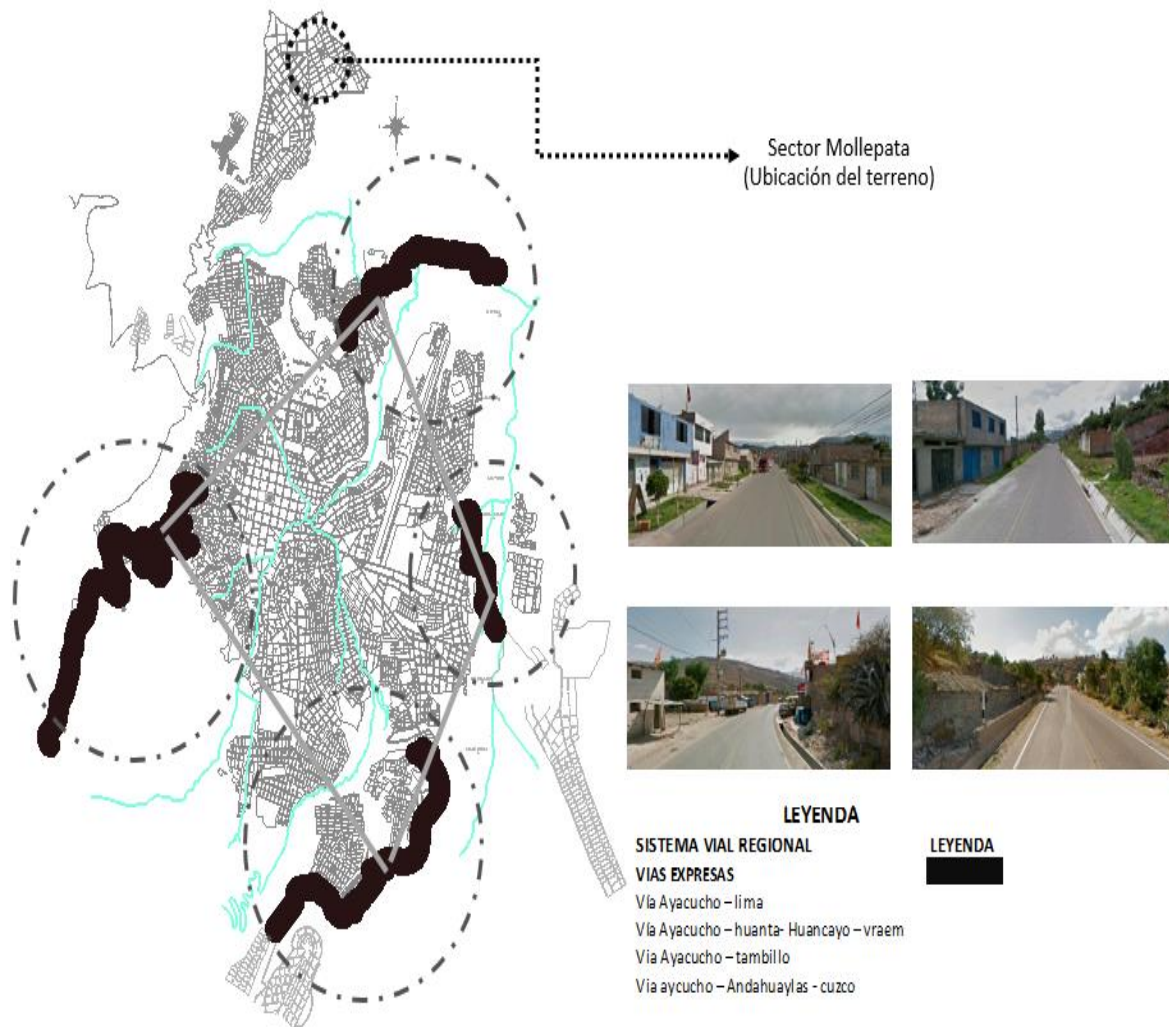 Sector Mollepata
(Ubicación del terreno)
LEYENDA
SISTEMA VIAL REGIONAL
LEYENDA
VIAS EXPRESAS
Vía Ayacucho – lima
Vía Ayacucho – huanta- Huancayo – vraem
Via Ayacucho – tambillo
Via aycucho – Andahuaylas - cuzco